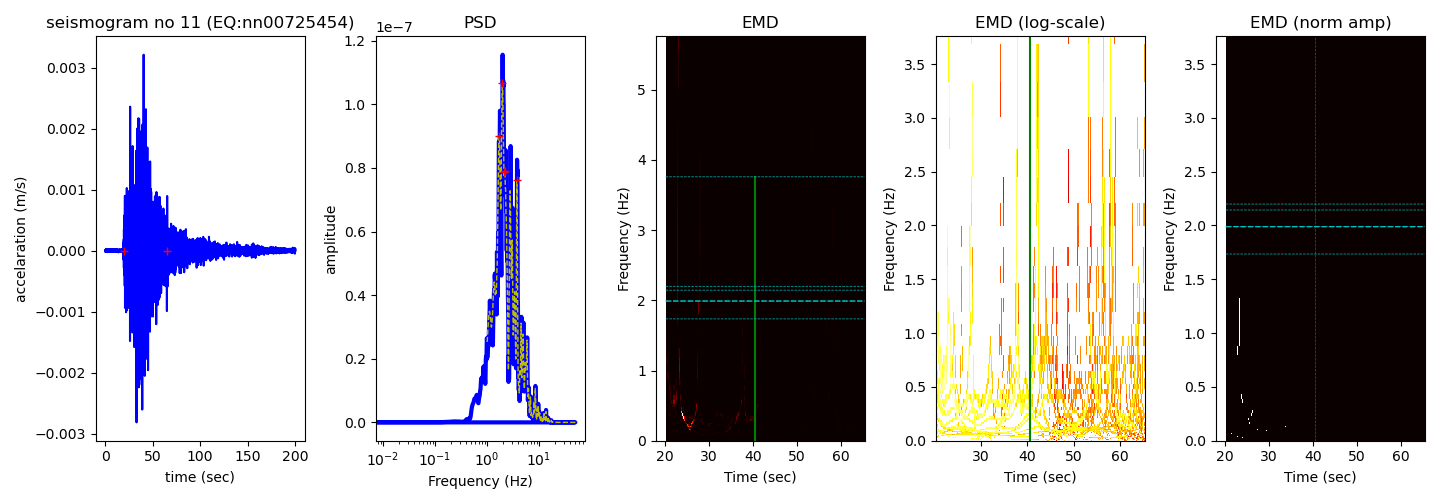 seismogram no 11 (EQ:nn00725454)
accelaration (m/s)
0.003
0.002
0.001
0.000
−0.001
−0.002
−0.003
0 50 100 150 200
time (sec)
PSD
1e−7
amplitude
1.2
1.0
0.8
0.6
0.4
0.2
0.0
10⁻² 10⁻¹ 10⁰ 10¹
Frequency (Hz)
EMD
Frequency (Hz)
5
4
3
2
1
0
20 30 40 50 60
Time (sec)
EMD (log-scale)
Frequency (Hz)
3.5
3.0
2.5
2.0
1.5
1.0
0.5
0.0
30 40 50 60
Time (sec)
EMD (norm amp)
Frequency (Hz)
3.5
3.0
2.5
2.0
1.5
1.0
0.5
0.0
20 30 40 50 60
Time (sec)